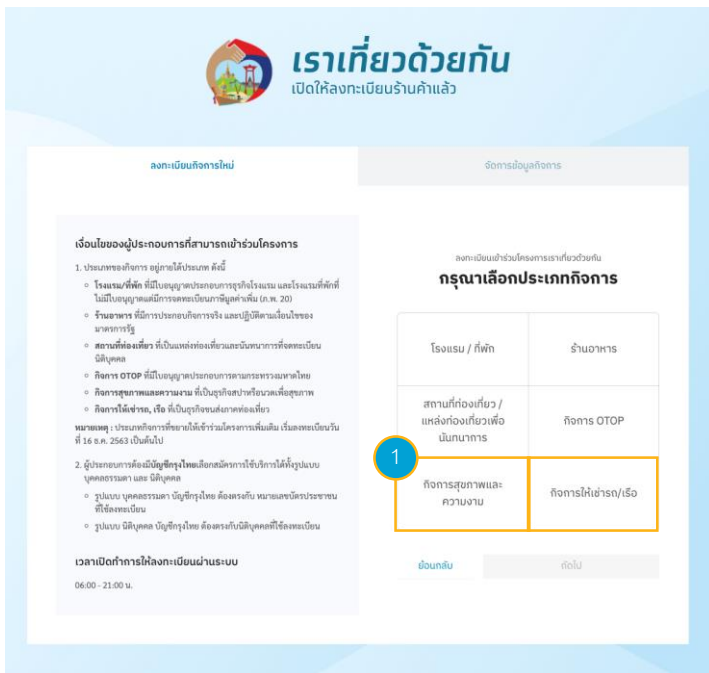 เราเที่ยวด้วยกัน
เปิดให้ลงทะเบียนร้านค้าแล้ว
ลงทะเบียนกิจการใหม่
จัดการข้อมูลกิจการ
เงื่อนไขของผู้ประกอบการที่สามารถเข้าร่วมโครงการ
1. ประเภทของกิจการ อยู่ภายใต้ประเภท ดังนี้
โรงแรม/ที่พัก ที่มีใบอนุญาตประกอบการธุรกิจโรงแรม และโรงแรมที่พักที่
ไม่มีใบอนุญาตแต่มีการจดทะเบียนภาษีมูลค่าเพิ่ม (ภ.พ. 20)
ร้านอาหาร ที่มีการประกอบกิจการจริง และปฏิบัติตามเงื่อนไขของ
มาตรการรัฐ
สถานที่ท่องเที่ยว ที่เป็นแหล่งท่องเที่ยวและนันทนาการที่จดทะเบียน
นิติบุคคล
กิจการ OTOP ที่มีใบอนุญาตประกอบการตามกระทรวงมหาดไทย
กิจการสุขภาพและความงาม ที่เป็นธุรกิจสปาหรือนวดเพื่อสุขภาพ
กิจการให้เช่ารถ, เรือ ที่เป็นธุรกิจขนส่งภาคท่องเที่ยว
หมายเหตุ : ประเภทกิจการที่ขยายให้เข้าร่วมโครงการเพิ่มเติม เริ่มลงทะเบียนวัน
ที่ 16 ธ.ค. 2563 เป็นต้นไป
2. ผู้ประกอบการต้องมีบัญชีกรุงไทยเลือกสมัครการใช้บริการได้ทั้งรูปแบบ
บุคคลธรรมดา และ นิติบุคคล
รูปแบบ บุคคลธรรมดา บัญชีกรุงไทย ต้องตรงกับ หมายเลขบัตรประชาชน
ที่ใช้ลงทะเบียน
รูปแบบ นิติบุคคล บัญชีกรุงไทย ต้องตรงกับนิติบุคคลที่ใช้ลงทะเบียน
เวลาเปิดทำการให้ลงทะเบียนผ่านระบบ
06:00 - 21:00 น.
ลงทะเบียนเข้าร่วมโครงการเราเที่ยวด้วยกัน
กรุณาเลือกประเภทกิจการ
โรงแรม / ที่พัก
ร้านอาหาร
สถานที่ท่องเที่ยว /
แหล่งท่องเที่ยวเพื่อ
นันทนาการ
กิจการ OTOP
1
กิจการสุขภาพและ
ความงาม
กิจการให้เช่ารถ/เรือ
ย้อนกลับ
ถัดไป